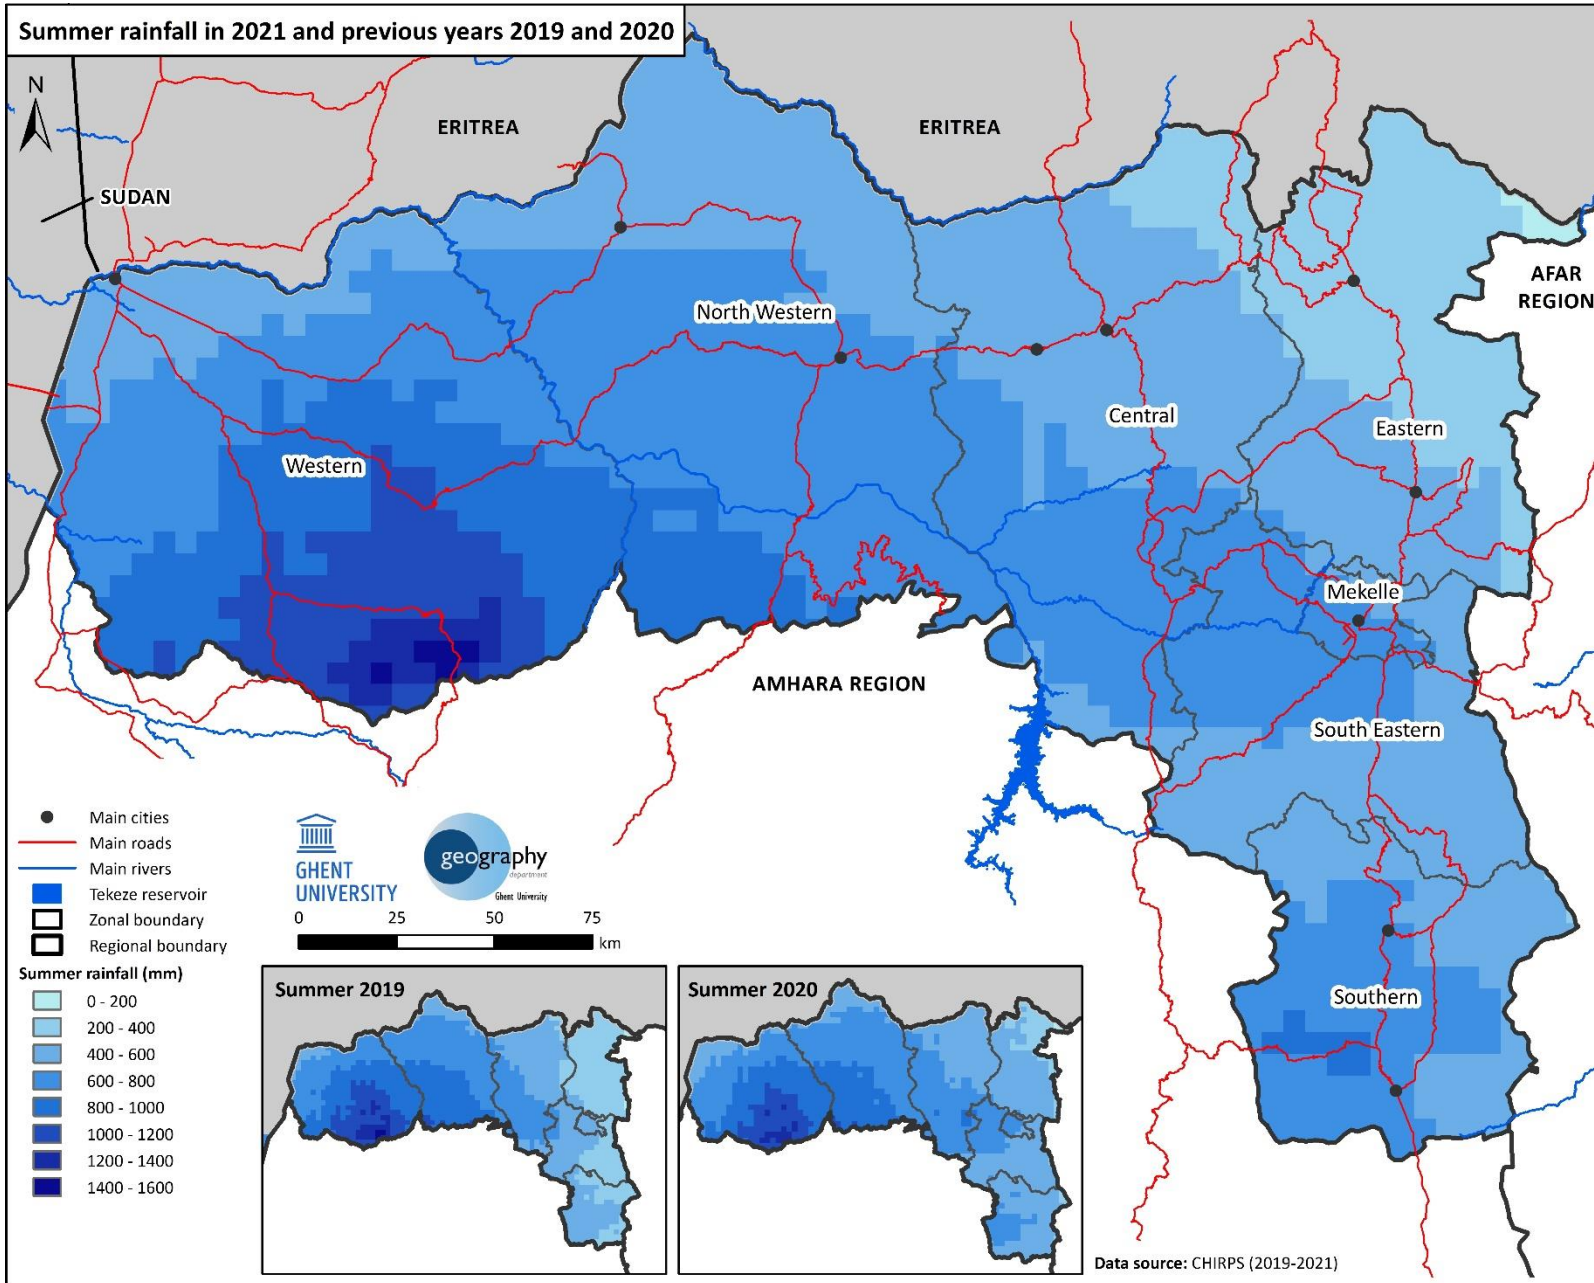 Summer rainfall in 2021 and previous years 2019 and 2020
N
ERITREA
ERITREA
SUDAN
AFAR
REGION
North Western
Central
Eastern
Western
Mekelle
AMHARA REGION
South Eastern
Southern
Main cities
Main roads
Main rivers
Tekeze reservoir
Zonal boundary
Regional boundary
GHENT
UNIVERSITY
geography
department
Ghent University
0 25 50 75
km
Summer rainfall (mm)
0 - 200
200 - 400
400 - 600
600 - 800
800 - 1000
1000 - 1200
1200 - 1400
1400 - 1600
Summer 2019
Summer 2020
Data source: CHIRPS (2019-2021)